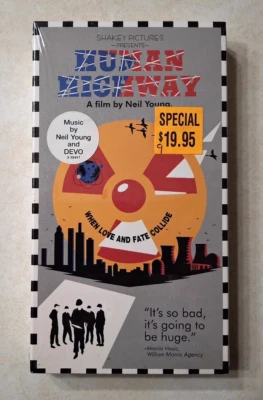 SHAKEY PICTURES
PRESENTS
HUMAN
HIGHWAY
A film by Neil Young.
SPECIAL
$19.95
Music
by
Neil Young
and
DEVO
WHEN LOVE AND FATE COLLIDE
"It's so bad,
it's going to
be huge."
William Morris Agency